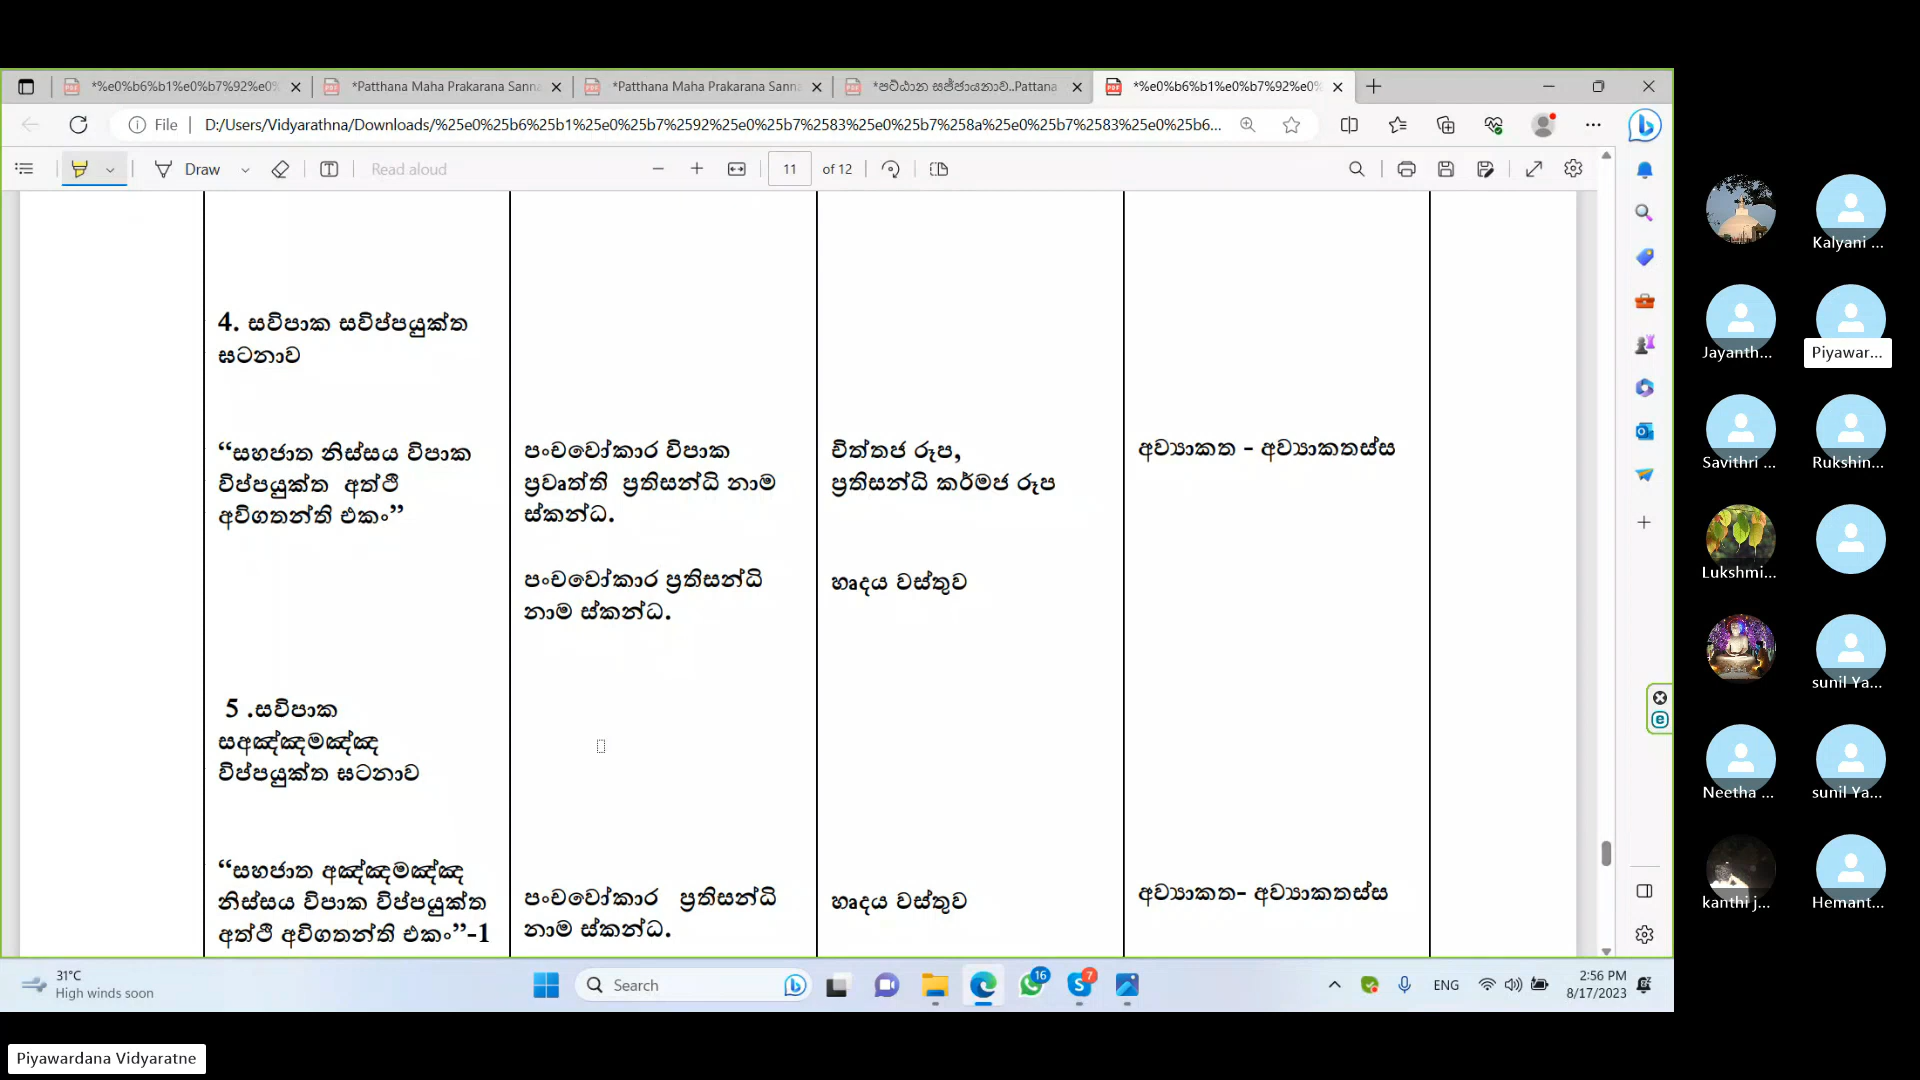 *%e0%b6%b1%e0%b7%92%e0%
*Patthana Maha Prakarana Sanna
*Patthana Maha Prakarana Sanna
*පට්ඨාන සජ්ඣායනාව..Pattana
*%e0%b6%b1%e0%b7%92%e0%
File
D:/Users/Vidyarathna/Downloads/%25e0%25b6%25b1%25e0%25b7%2592%25e0%25b7%2583%25e0%25b7%258a%25e0%25b7%2583%25e0%25b6...
Draw
Read aloud
11 of 12
4. සවිපාක සවිප්පයුක්ත
ඝටනාව
“සහජාත නිස්සය විපාක
විප්පයුක්ත අත්ථි
අවිගතන්ති එකං”
පංචවෝකාර විපාක
ප්‍රවෘත්ති ප්‍රතිසන්ධි නාම
ස්කන්ධ.
චිත්තජ රූප,
ප්‍රතිසන්ධි කර්මජ රූප
අව්‍යාකත - අව්‍යාකතස්ස
පංචවෝකාර ප්‍රතිසන්ධි
නාම ස්කන්ධ.
හෘදය වස්තුව
5 .සවිපාක
සඅඤ්ඤමඤ්ඤ
විප්පයුක්ත ඝටනාව
“සහජාත අඤ්ඤමඤ්ඤ
නිස්සය විපාක විප්පයුක්ත
අත්ථි අවිගතන්ති එකං”-1
පංචවෝකාර ප්‍රතිසන්ධි
නාම ස්කන්ධ.
හෘදය වස්තුව
අව්‍යාකත- අව්‍යාකතස්ස
Kalyani ...
Jayanth...
Piyawar...
Savithri ...
Rukshin...
Lukshmi...
sunil Ya...
Neetha ...
sunil Ya...
kanthi j...
Hemant...
31°C
High winds soon
Search
16
7
ENG
2:56 PM
8/17/2023
Piyawardana Vidyaratne